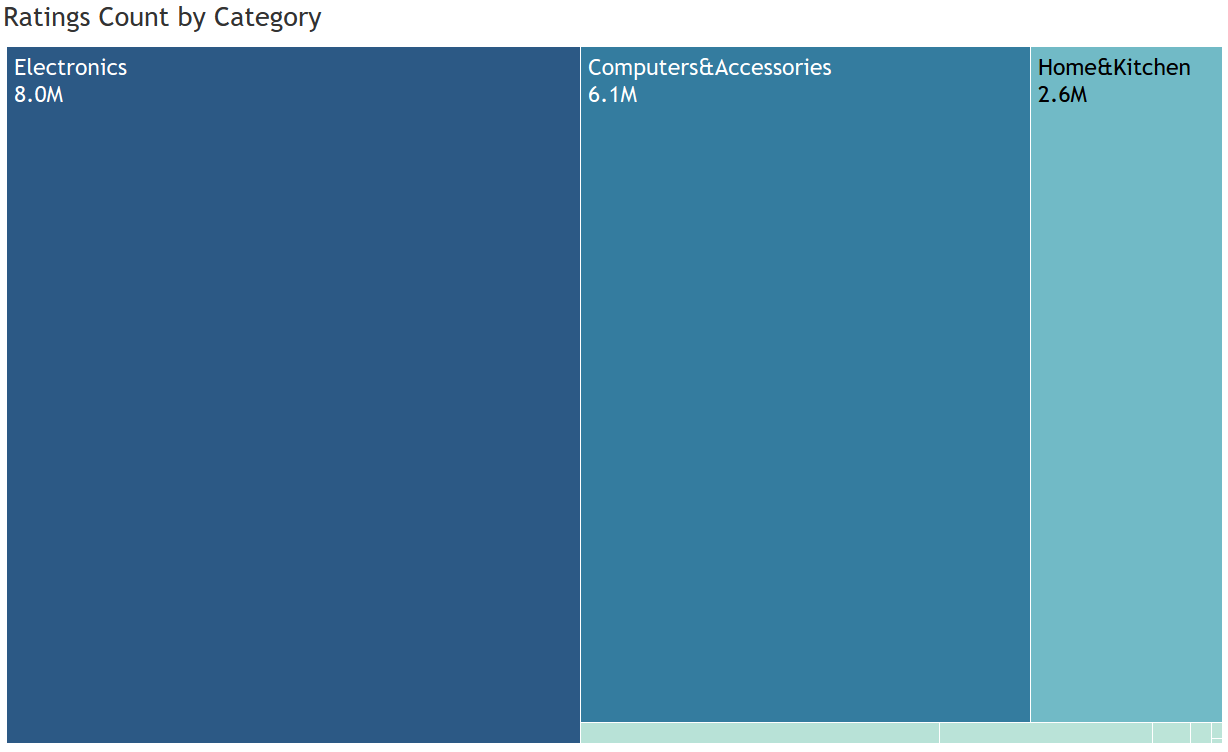 Ratings Count by Category
Electronics
8.0M
Computers&Accessories
6.1M
Home&Kitchen
2.6M